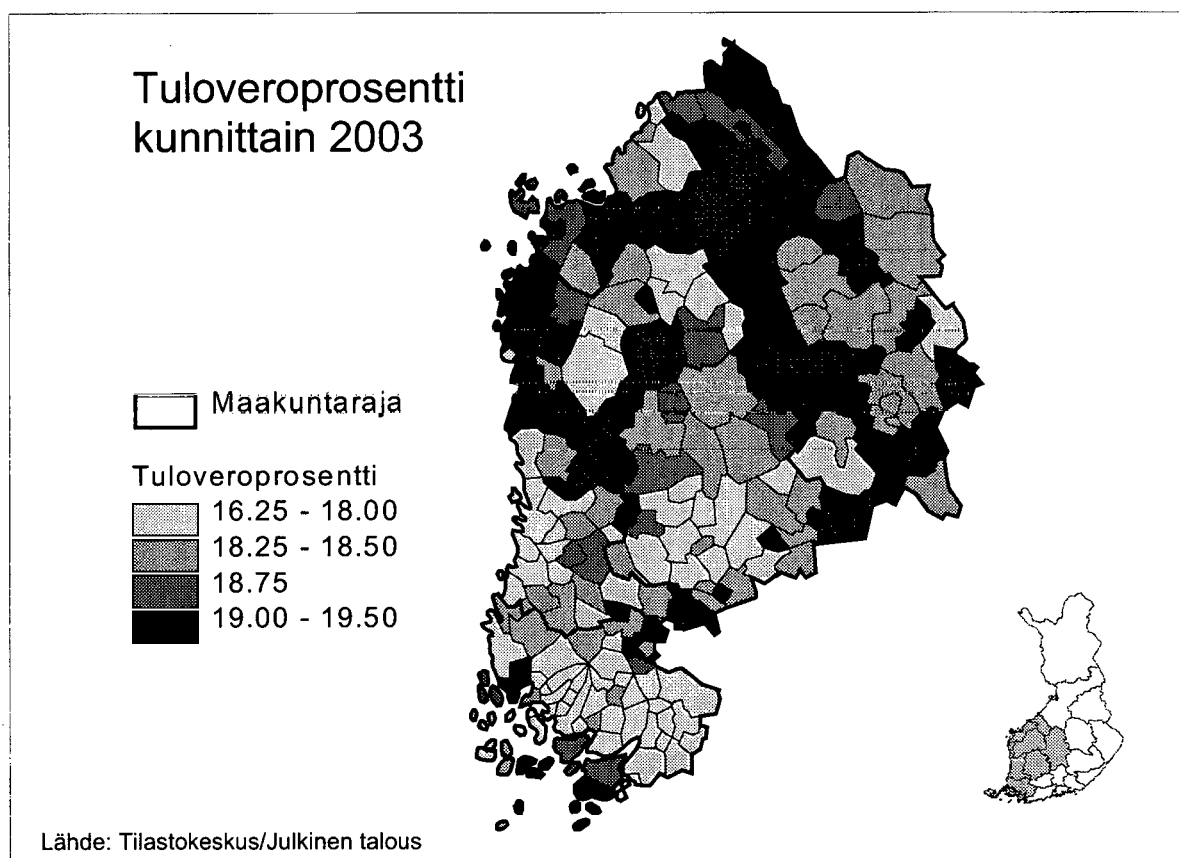 Tuloveroprosentti
kunnittain 2003
Maakuntaraja
Tuloveroprosentti
16.25 - 18.00
18.25 - 18.50
18.75
19.00 - 19.50
Lähde: Tilastokeskus/Julkinen talous